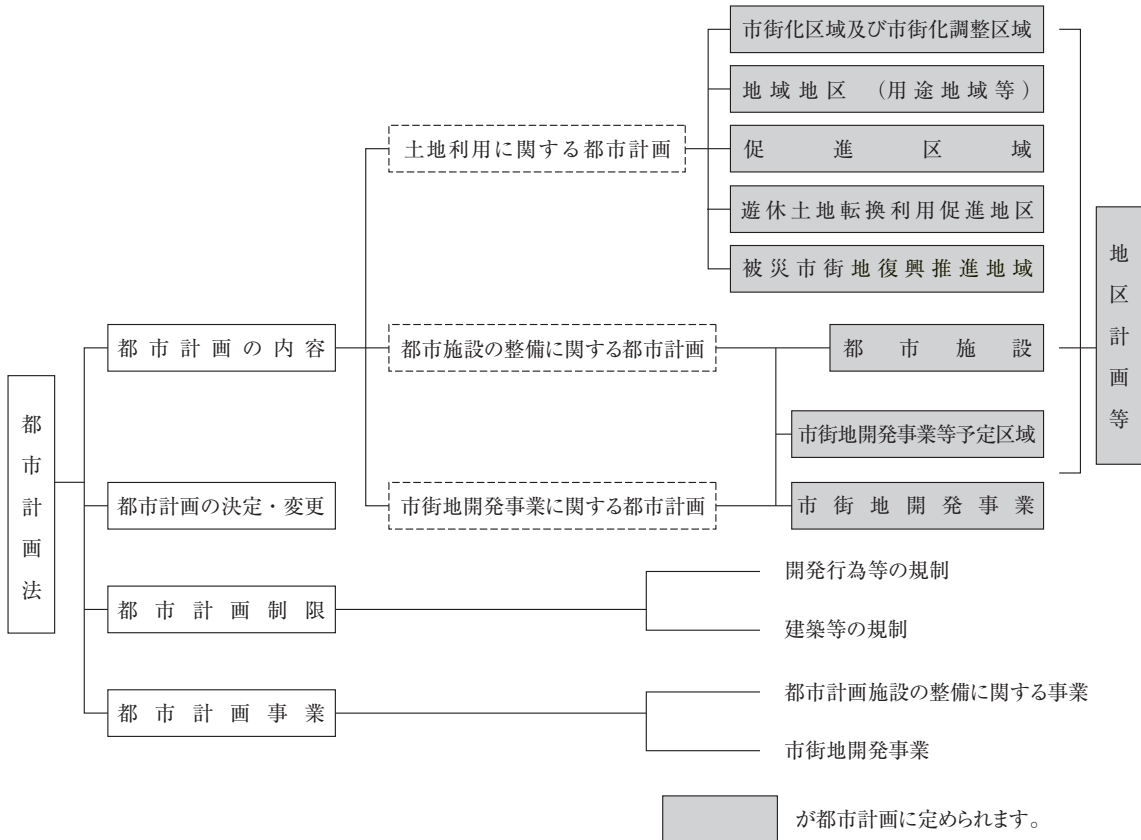 都市計画法
都市計画の内容
土地利用に関する都市計画
市街化区域及び市街化調整区域
地域地区（用途地域等）
促進区域
遊休土地転換利用促進地区
被災市街地復興推進地域
都市施設の整備に関する都市計画
都市施設
市街地開発事業等予定区域
市街地開発事業に関する都市計画
市街地開発事業
地区計画等
都市計画の決定・変更
都市計画制限
開発行為等の規制
建築等の規制
都市計画事業
都市計画施設の整備に関する事業
市街地開発事業
が都市計画に定められます。